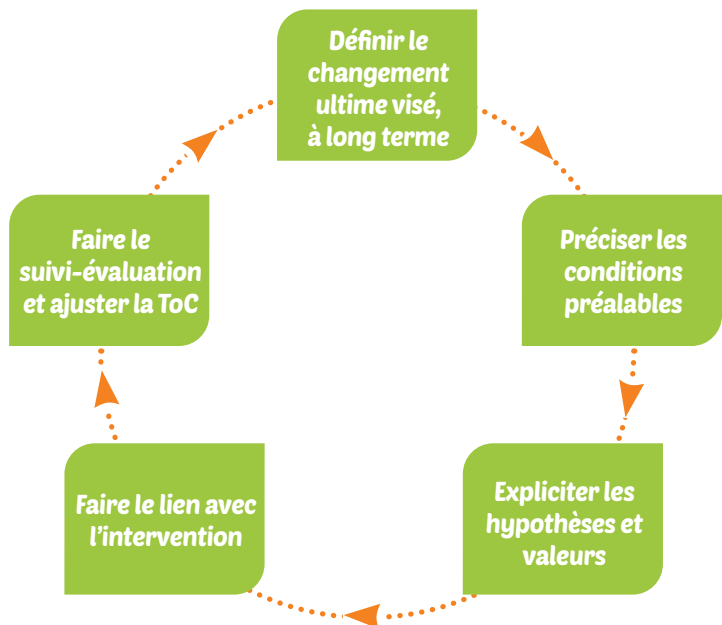 Définir le
changement
ultime visé,
à long terme
Préciser les
conditions
préalables
Expliciter les
hypothèses et
valeurs
Faire le lien avec
l'intervention
Faire le
suivi-évaluation
et ajuster la ToC